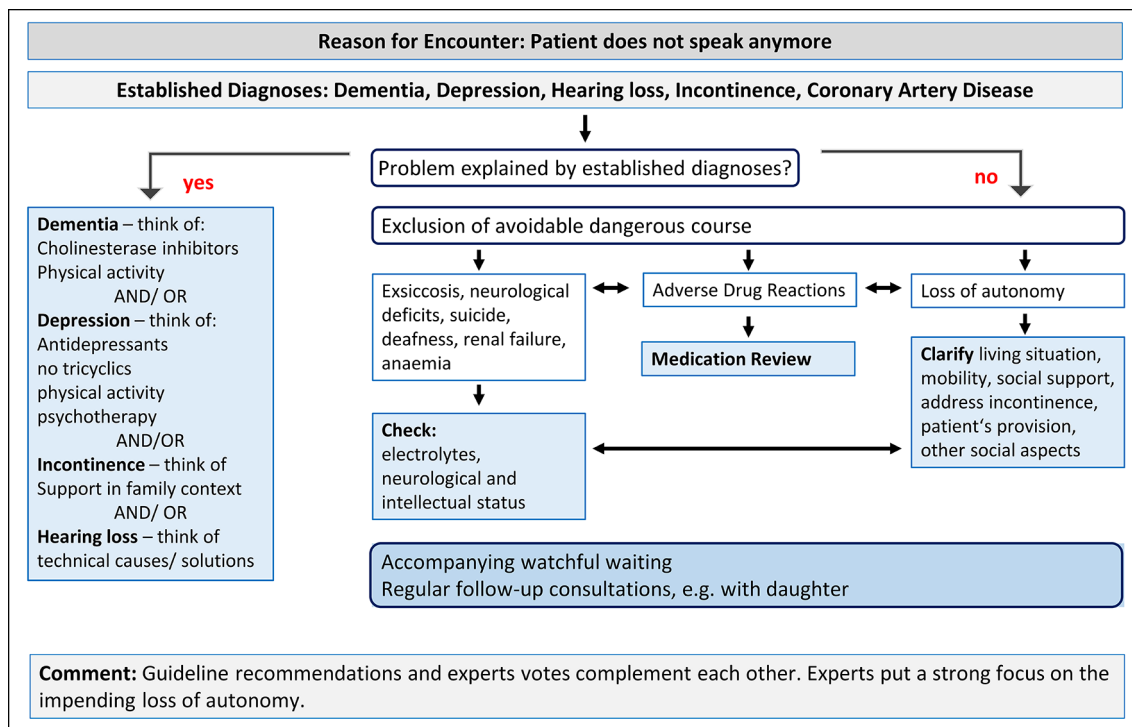 Reason for Encounter: Patient does not speak anymore
Established Diagnoses: Dementia, Depression, Hearing loss, Incontinence, Coronary Artery Disease
Problem explained by established diagnoses?
yes
no
Dementia – think of:
Cholinesterase inhibitors
Physical activity
AND/ OR
Depression – think of:
Antidepressants
no tricyclics
physical activity
psychotherapy
AND/OR
Incontinence – think of
Support in family context
AND/ OR
Hearing loss – think of
technical causes/ solutions
Exclusion of avoidable dangerous course
Exsiccosis, neurological
deficits, suicide,
deafness, renal failure,
anaemia
Adverse Drug Reactions
Loss of autonomy
Medication Review
Clarify living situation,
mobility, social support,
address incontinence,
patient‘s provision,
other social aspects
Check:
electrolytes,
neurological and
intellectual status
Accompanying watchful waiting
Regular follow-up consultations, e.g. with daughter
Comment: Guideline recommendations and experts votes complement each other. Experts put a strong focus on the
impending loss of autonomy.